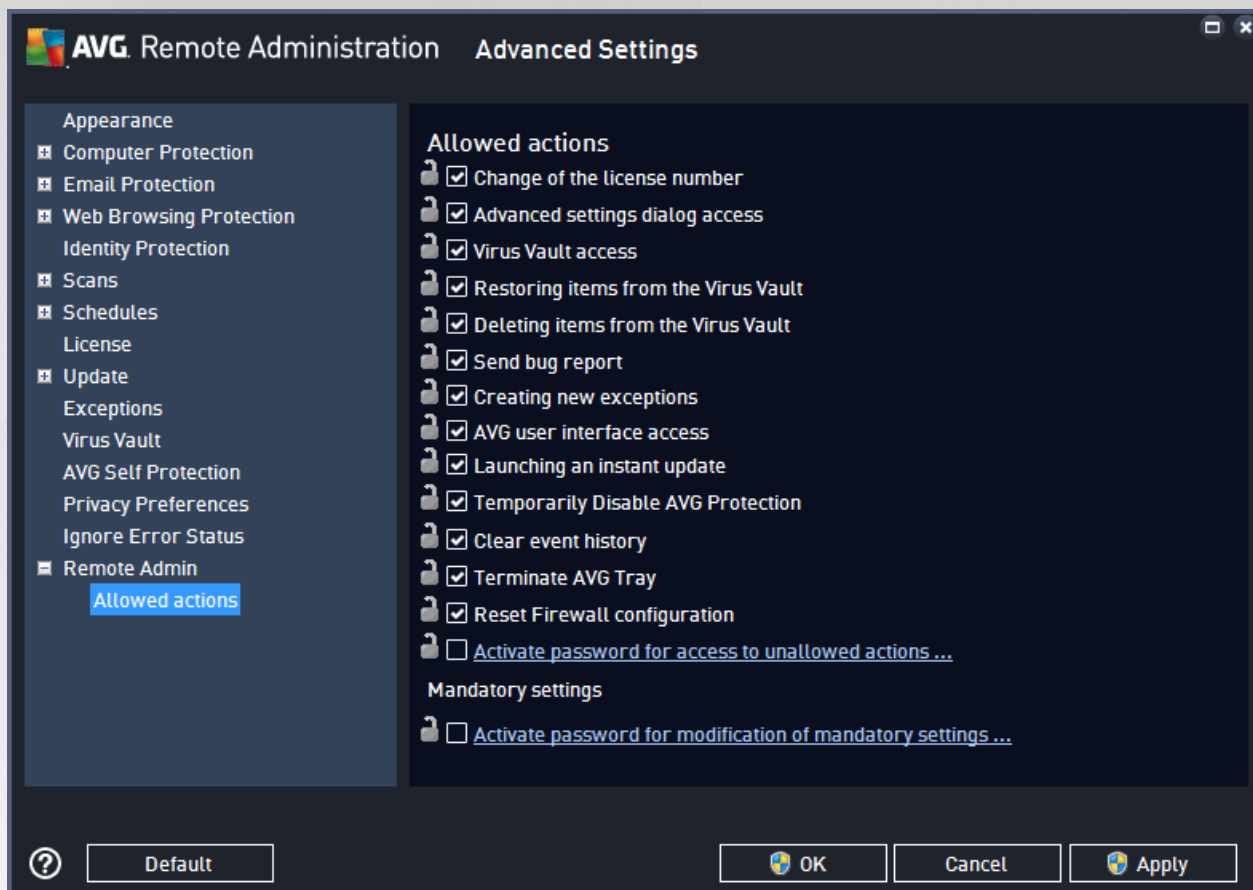 AVG. Remote Administration Advanced Settings
Appearance
Computer Protection
Email Protection
Web Browsing Protection
Identity Protection
Scans
Schedules
License
Update
Exceptions
Virus Vault
AVG Self Protection
Privacy Preferences
Ignore Error Status
Remote Admin
Allowed actions
Allowed actions
Change of the license number
Advanced settings dialog access
Virus Vault access
Restoring items from the Virus Vault
Deleting items from the Virus Vault
Send bug report
Creating new exceptions
AVG user interface access
Launching an instant update
Temporarily Disable AVG Protection
Clear event history
Terminate AVG Tray
Reset Firewall configuration
Activate password for access to unallowed actions ...
Mandatory settings
Activate password for modification of mandatory settings ...
? Default OK Cancel Apply